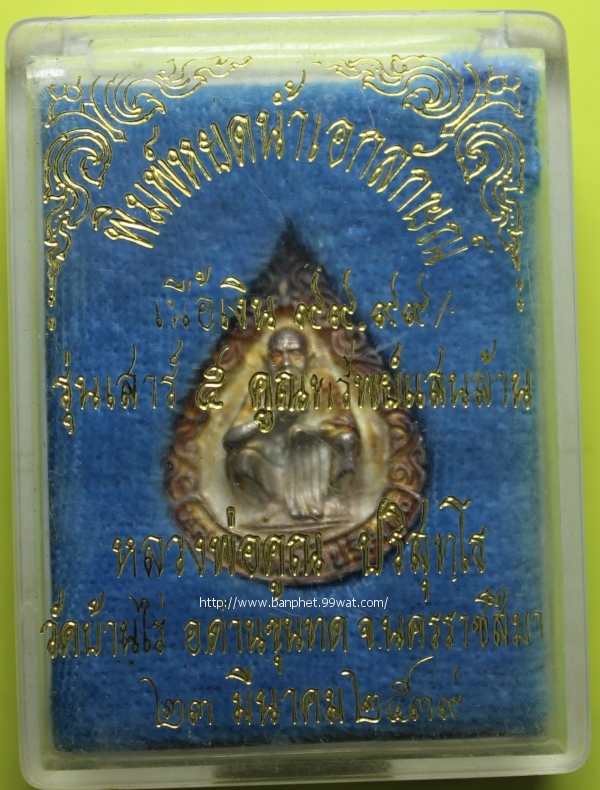 พิมพ์หยดน้ำเอกลักษณ์
เนื้อเงิน ๙๙.๙๙/.
รุ่นเสาร์ ๕ คูณทรัพย์แสนล้าน
หลวงพ่อคูณ ปริสุทฺโธ
http://www.banphet.99wat.com/
วัดบ้านไร่ อ.ด่านขุนทด จ.นครราชสีมา
๒๓ มีนาคม ๒๕๓๙